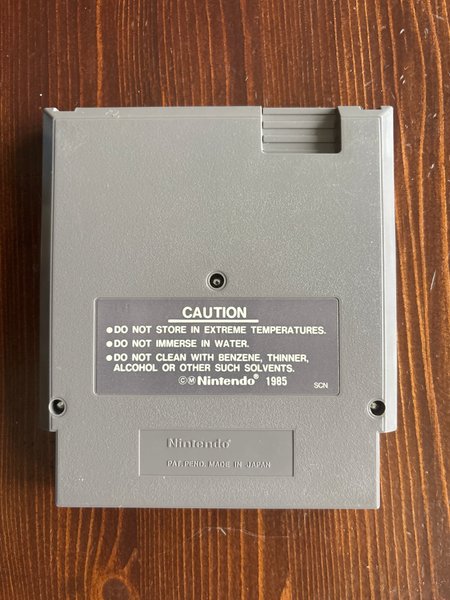 CAUTION
●DO NOT STORE IN EXTREME TEMPERATURES.
●DO NOT IMMERSE IN WATER.
●DO NOT CLEAN WITH BENZENE, THINNER,
ALCOHOL OR OTHER SUCH SOLVENTS.
©Ⓜ Nintendo® 1985 SCN
Nintendo®
PAT. PEND. MADE IN JAPAN